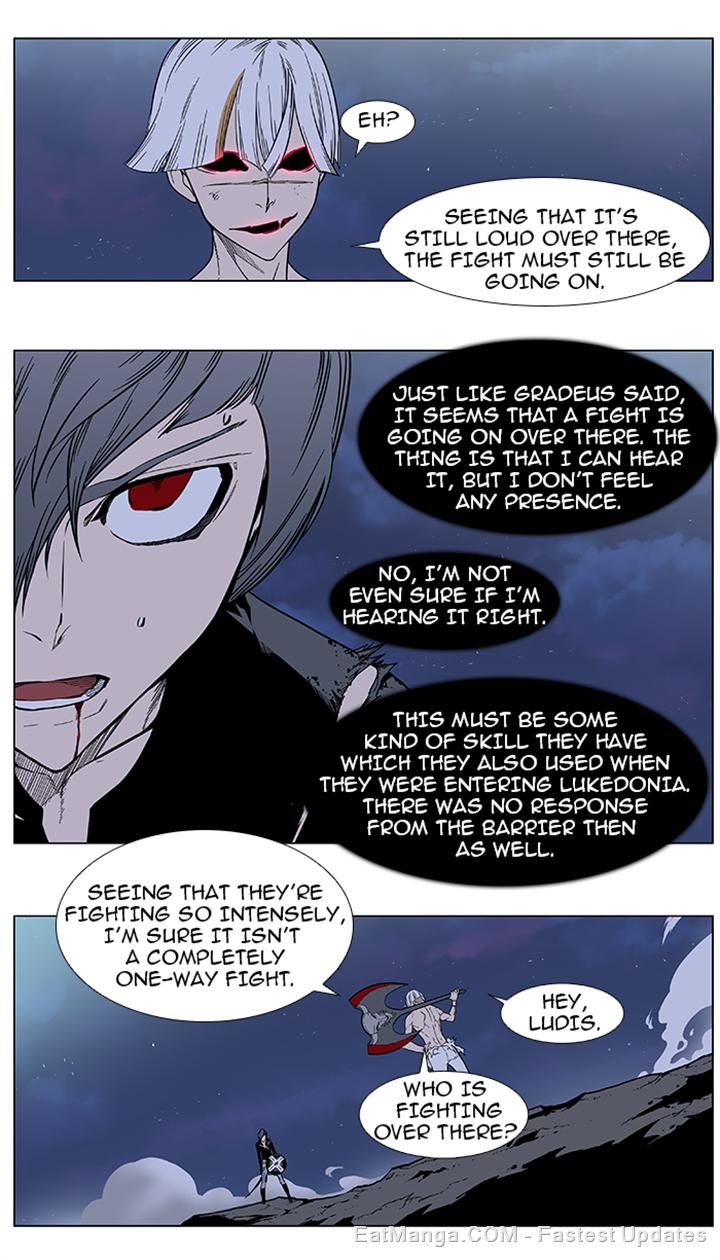 EH?
SEEING THAT IT'S
STILL LOUD OVER THERE,
THE FIGHT MUST STILL BE
GOING ON.
JUST LIKE GRADEUS SAID,
IT SEEMS THAT A FIGHT IS
GOING ON OVER THERE. THE
THING IS THAT I CAN HEAR
IT, BUT I DON'T FEEL
ANY PRESENCE.
NO, I'M NOT
EVEN SURE IF I'M
HEARING IT RIGHT.
THIS MUST BE SOME
KIND OF SKILL THEY HAVE
WHICH THEY ALSO USED WHEN
THEY WERE ENTERING LUKEDONIA.
THERE WAS NO RESPONSE
FROM THE BARRIER THEN
AS WELL.
SEEING THAT THEY'RE
FIGHTING SO INTENSELY,
I'M SURE IT ISN'T
A COMPLETELY
ONE-WAY FIGHT.
HEY,
LUDIS.
WHO IS
FIGHTING
OVER THERE?
EatManga.COM - Fastest Updates